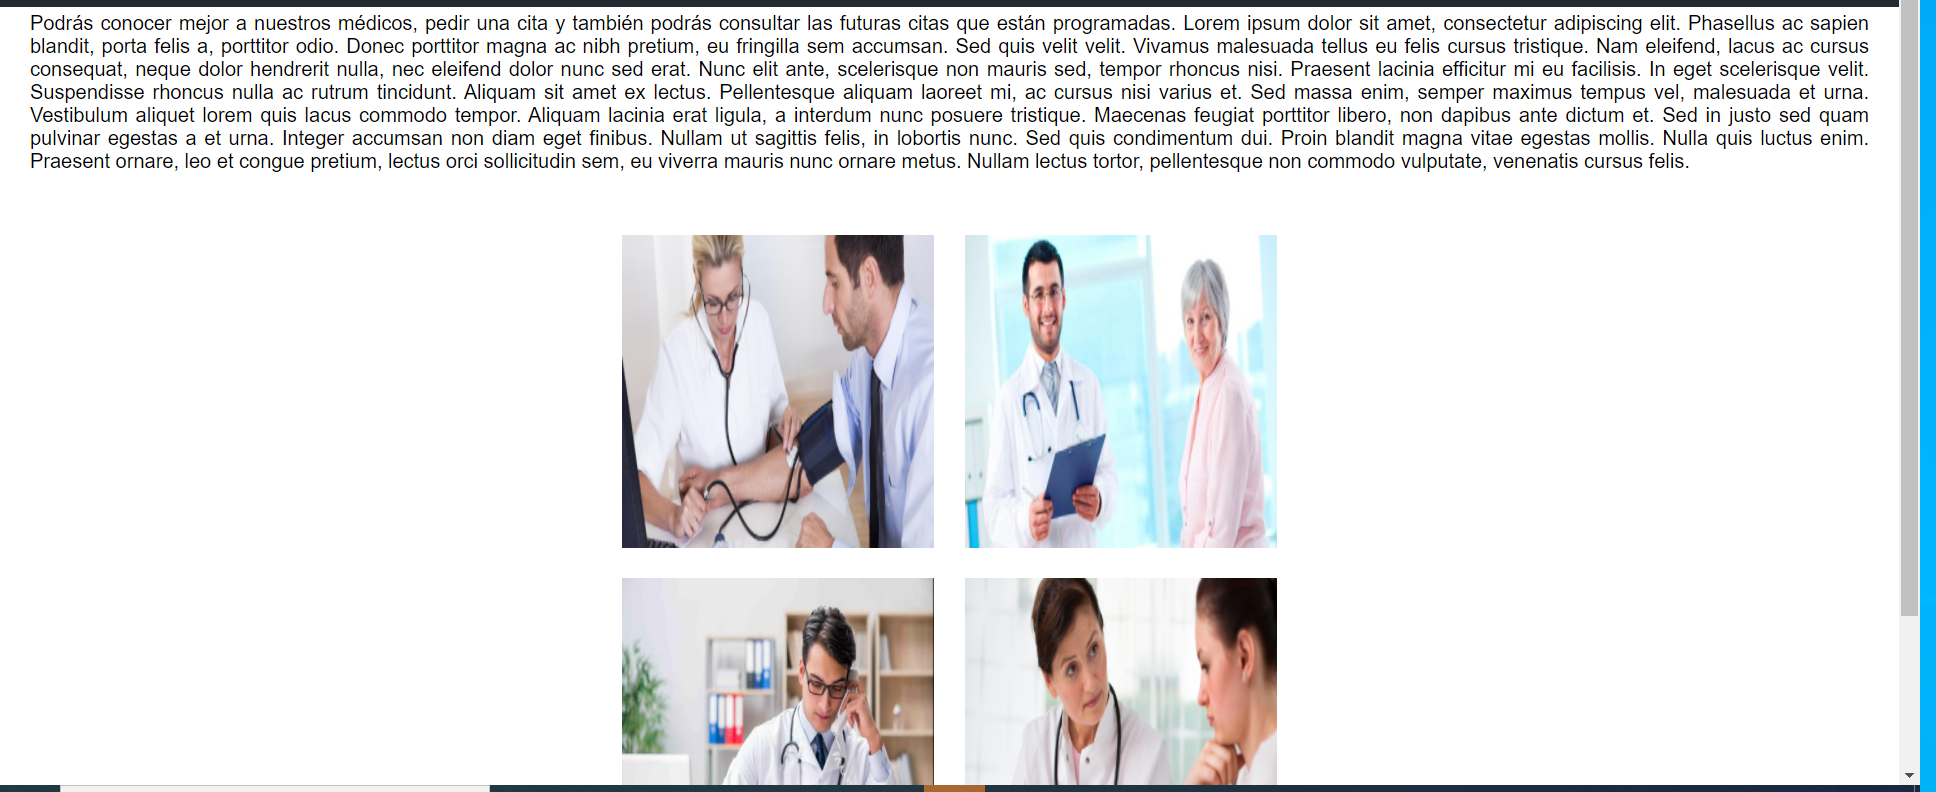 Podrás conocer mejor a nuestros médicos, pedir una cita y también podrás consultar las futuras citas que están programadas. Lorem ipsum dolor sit amet, consectetur adipiscing elit. Phasellus ac sapien
blandit, porta felis a, porttitor odio. Donec porttitor magna ac nibh pretium, eu fringilla sem accumsan. Sed quis velit velit. Vivamus malesuada tellus eu felis cursus tristique. Nam eleifend, lacus ac cursus
consequat, neque dolor hendrerit nulla, nec eleifend dolor nunc sed erat. Nunc elit ante, scelerisque non mauris sed, tempor rhoncus nisi. Praesent lacinia efficitur mi eu facilisis. In eget scelerisque velit.
Suspendisse rhoncus nulla ac rutrum tincidunt. Aliquam sit amet ex lectus. Pellentesque aliquam laoreet mi, ac cursus nisi varius et. Sed massa enim, semper maximus tempus vel, malesuada et urna.
Vestibulum aliquet lorem quis lacus commodo tempor. Aliquam lacinia erat ligula, a interdum nunc posuere tristique. Maecenas feugiat porttitor libero, non dapibus ante dictum et. Sed in justo sed quam
pulvinar egestas a et urna. Integer accumsan non diam eget finibus. Nullam ut sagittis felis, in lobortis nunc. Sed quis condimentum dui. Proin blandit magna vitae egestas mollis. Nulla quis luctus enim.
Praesent ornare, leo et congue pretium, lectus orci sollicitudin sem, eu viverra mauris nunc ornare metus. Nullam lectus tortor, pellentesque non commodo vulputate, venenatis cursus felis.